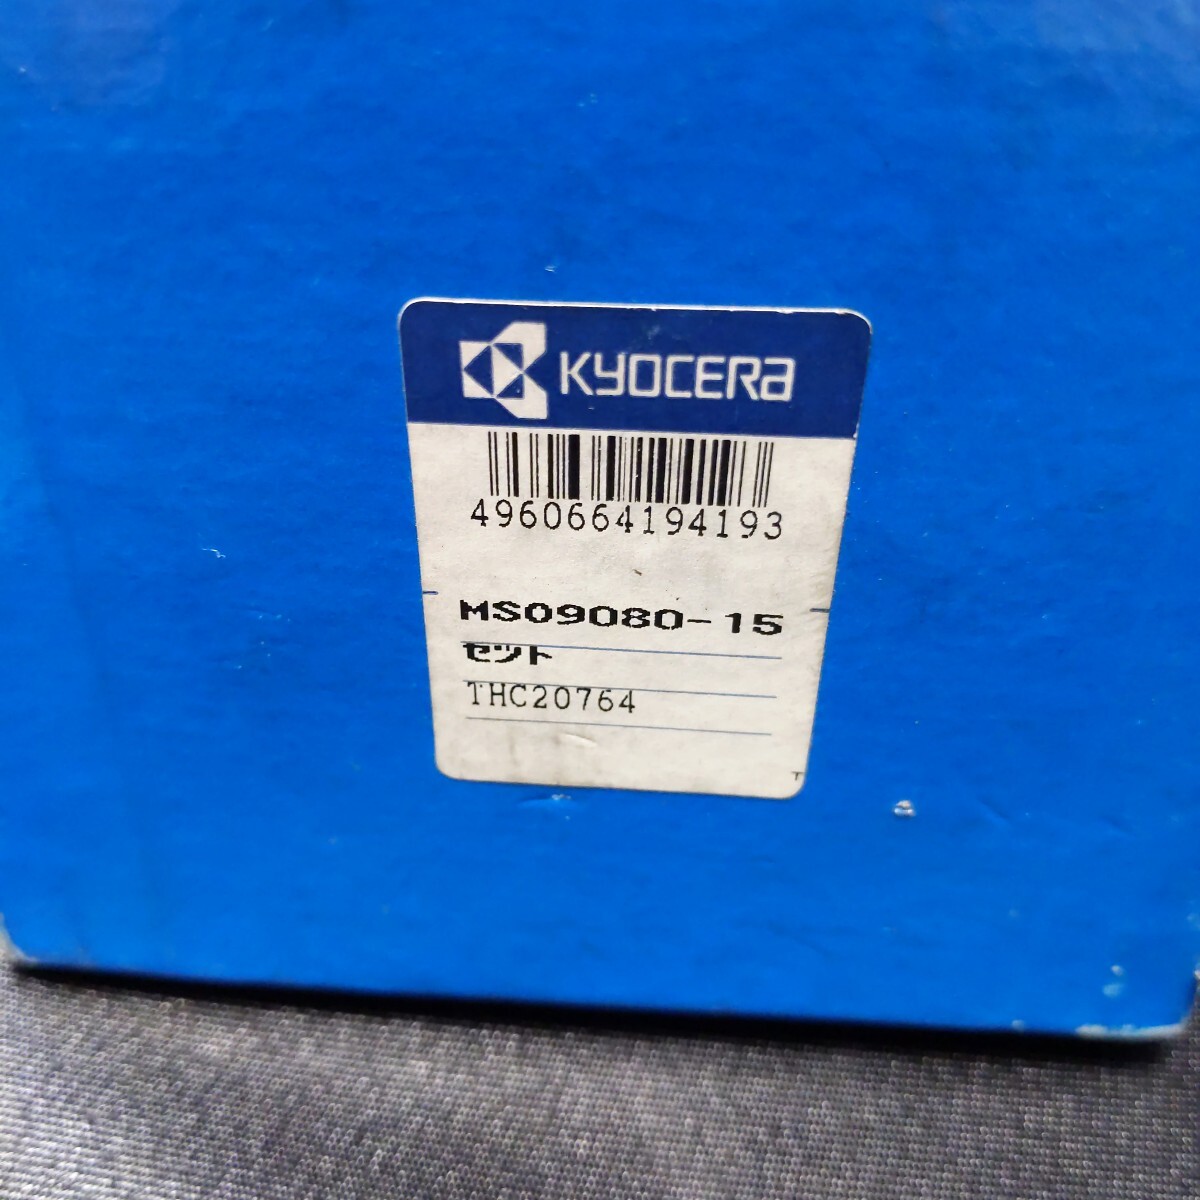 KYOCERA
4960664194193
MS09080-15
セット
THC20764
T